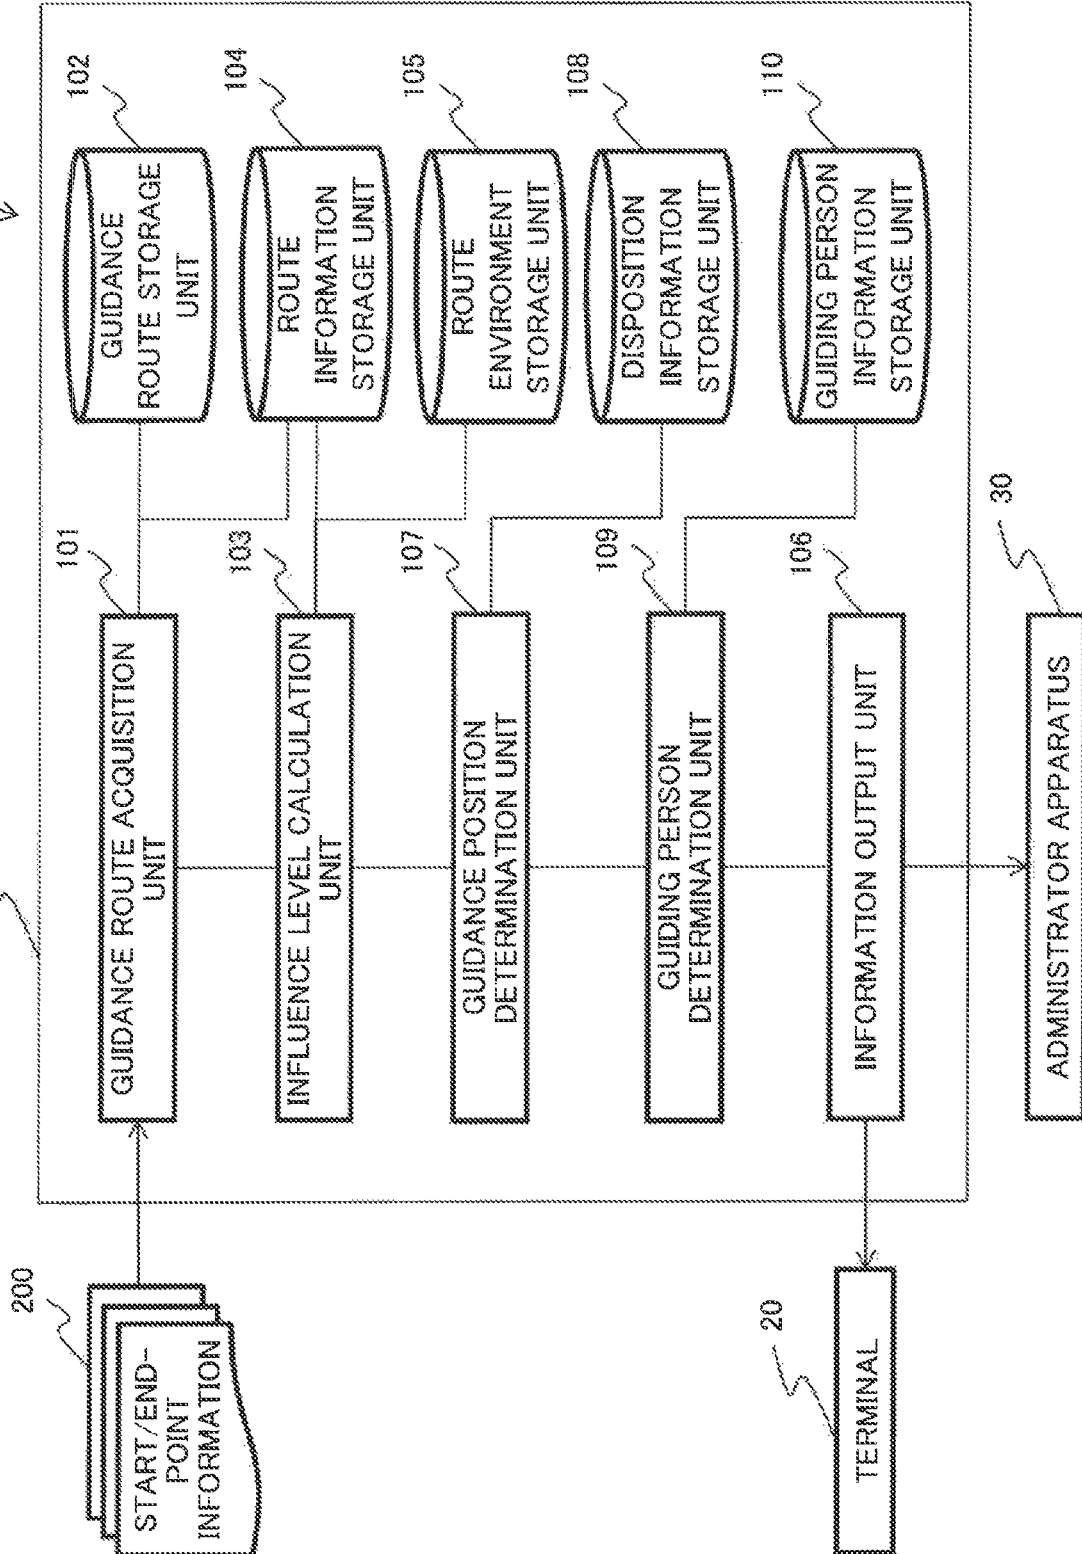 200
START/END-
POINT
INFORMATION
101
GUIDANCE ROUTE ACQUISITION
UNIT
102
GUIDANCE
ROUTE STORAGE
UNIT
103
INFLUENCE LEVEL CALCULATION
UNIT
104
ROUTE
INFORMATION
STORAGE UNIT
105
ROUTE
ENVIRONMENT
STORAGE UNIT
107
GUIDANCE POSITION
DETERMINATION UNIT
108
DISPOSITION
INFORMATION
STORAGE UNIT
109
GUIDING PERSON
DETERMINATION UNIT
110
GUIDING PERSON
INFORMATION
STORAGE UNIT
106
INFORMATION OUTPUT UNIT
20
TERMINAL
30
ADMINISTRATOR APPARATUS